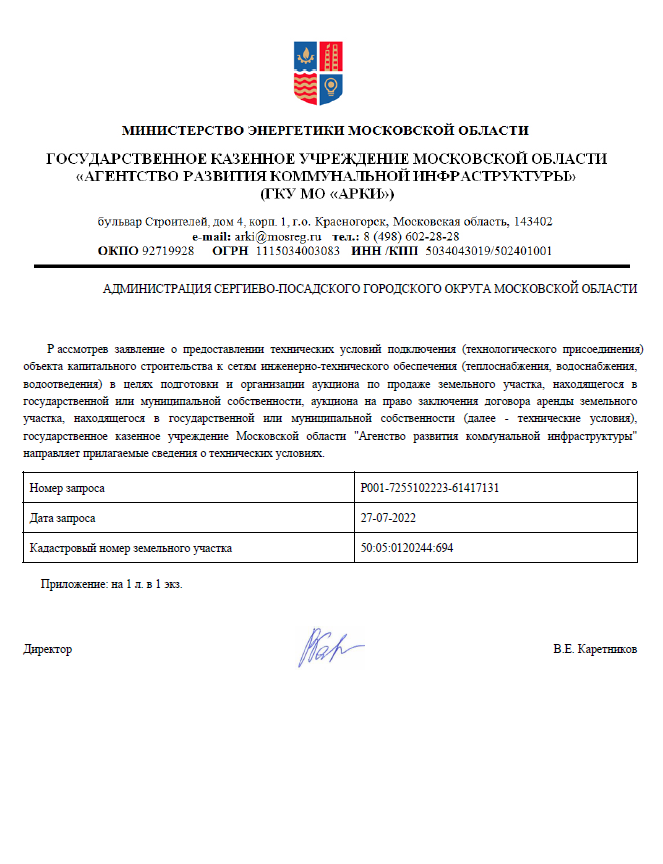 МИНИСТЕРСТВО ЭНЕРГЕТИКИ МОСКОВСКОЙ ОБЛАСТИ
ГОСУДАРСТВЕННОЕ КАЗЕННОЕ УЧРЕЖДЕНИЕ МОСКОВСКОЙ ОБЛАСТИ
«АГЕНТСТВО РАЗВИТИЯ КОММУНАЛЬНОЙ ИНФРАСТРУКТУРЫ»
(ГКУ МО «АРКИ»)
бульвар Строителей, дом 4, корп. 1, г.о. Красногорск, Московская область, 143402
e-mail: arki@mosreg.ru тел.: 8 (498) 602-28-28
ОКПО 92719928 ОГРН 1115034003083 ИНН /КПП 5034043019/502401001
АДМИНИСТРАЦИЯ СЕРГИЕВО-ПОСАДСКОГО ГОРОДСКОГО ОКРУГА МОСКОВСКОЙ ОБЛАСТИ
Рассмотрев заявление о предоставлении технических условий подключения (технологического присоединения)
объекта капитального строительства к сетям инженерно-технического обеспечения (теплоснабжения, водоснабжения,
водоотведения) в целях подготовки и организации аукциона по продаже земельного участка, находящегося в
государственной или муниципальной собственности, аукциона на право заключения договора аренды земельного
участка, находящегося в государственной или муниципальной собственности (далее - технические условия),
государственное казенное учреждение Московской области "Агенство развития коммунальной инфраструктуры"
направляет прилагаемые сведения о технических условиях.
Номер запроса P001-7255102223-61417131
Дата запроса 27-07-2022
Кадастровый номер земельного участка 50:05:0120244:694
Приложение: на 1 л. в 1 экз.
Директор В.Е. Каретников